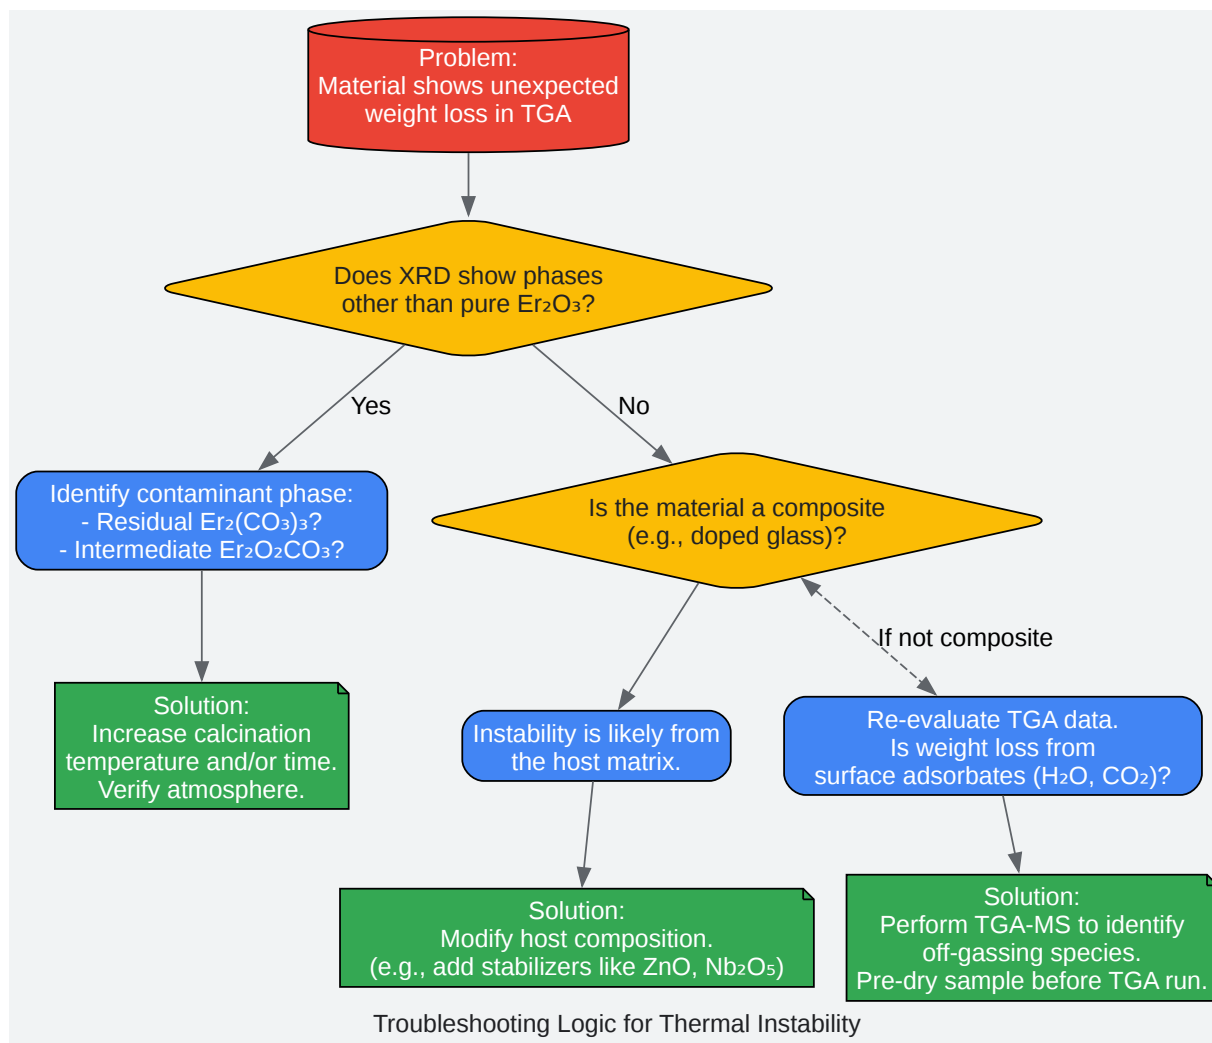 Problem:
Material shows unexpected
weight loss in TGA
Does XRD show phases
other than pure Er₂O₃?
Yes
No
Identify contaminant phase:
- Residual Er₂(CO₃)₃?
- Intermediate Er₂O₂CO₃?
Is the material a composite
(e.g., doped glass)?
If not composite
Solution:
Increase calcination
temperature and/or time.
Verify atmosphere.
Instability is likely from
the host matrix.
Re-evaluate TGA data.
Is weight loss from
surface adsorbates (H₂O, CO₂)?
Solution:
Modify host composition.
(e.g., add stabilizers like ZnO, Nb₂O₅)
Solution:
Perform TGA-MS to identify
off-gassing species.
Pre-dry sample before TGA run.
Troubleshooting Logic for Thermal Instability